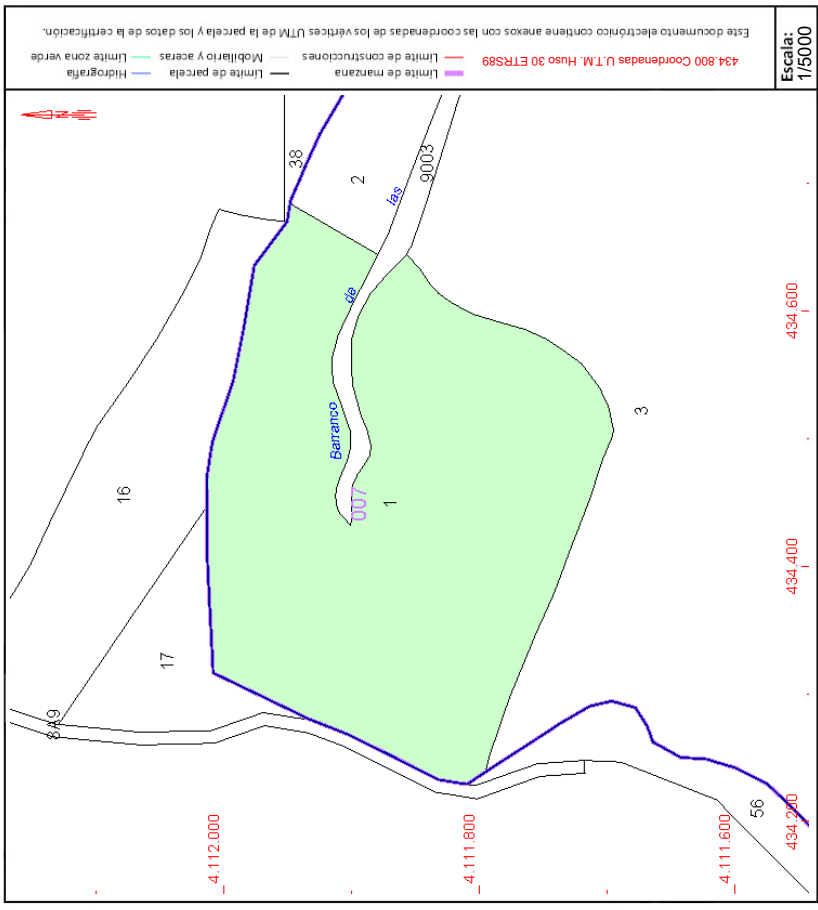 Este documento electrónico contiene anexos con las coordenadas de los vértices UTM de la de parcela y los datos de la certificación.
434.800 Coordenadas U.T.M. Huso 30 ETRS89
Límite de manzana
Límite de construcciones
Límite de parcela
Mobiliario y aceras
Hidrografía
Límite zona verde
Escala:
1/5000
N
38
2
9003
las
de
Barranco
16
007
1
3
17
56
434.600
434.400
434.200
4.112.000
4.111.800
4.111.600